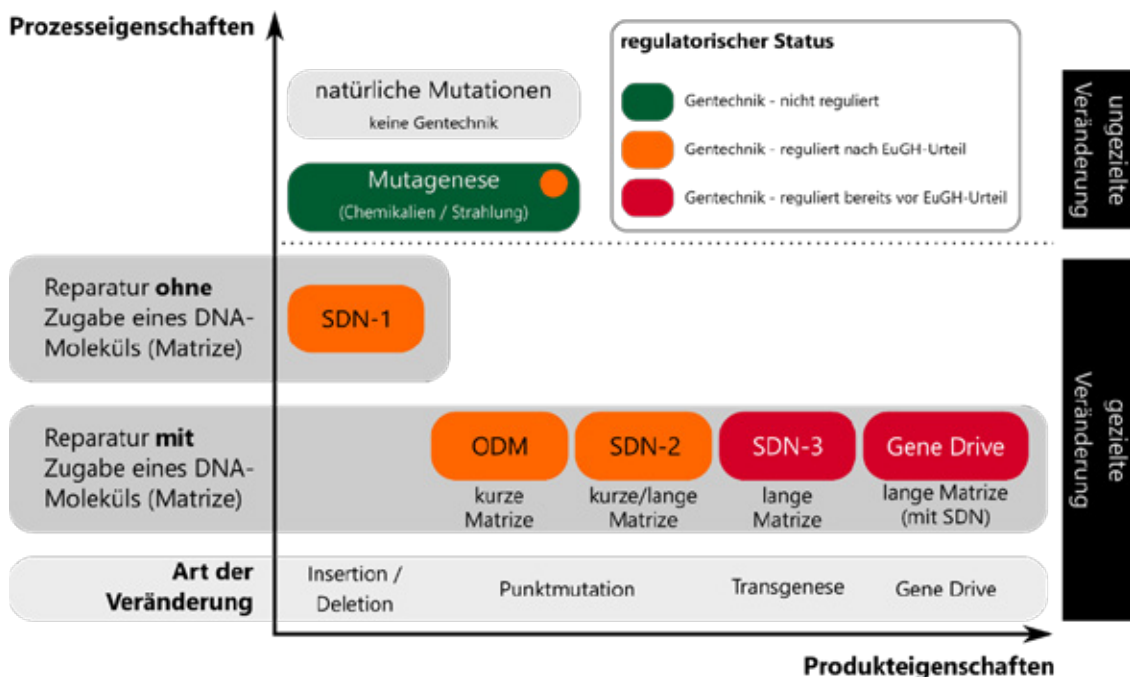 Prozesseigenschaften
regulatorischer Status
Gentechnik - nicht reguliert
Gentechnik - reguliert nach EuGH-Urteil
Gentechnik - reguliert bereits vor EuGH-Urteil
natürliche Mutationen
keine Gentechnik
Mutagenese
(Chemikalien / Strahlung)
ungezielte
Veränderung
Reparatur ohne
Zugabe eines DNA-
Moleküls (Matrize)
SDN-1
Reparatur mit
Zugabe eines DNA-
Moleküls (Matrize)
ODM
kurze
Matrize
SDN-2
kurze/lange
Matrize
SDN-3
lange
Matrize
Gene Drive
lange Matrize
(mit SDN)
gezielte
Veränderung
Art der
Veränderung
Insertion /
Deletion
Punktmutation
Transgenese
Gene Drive
Produkteigenschaften